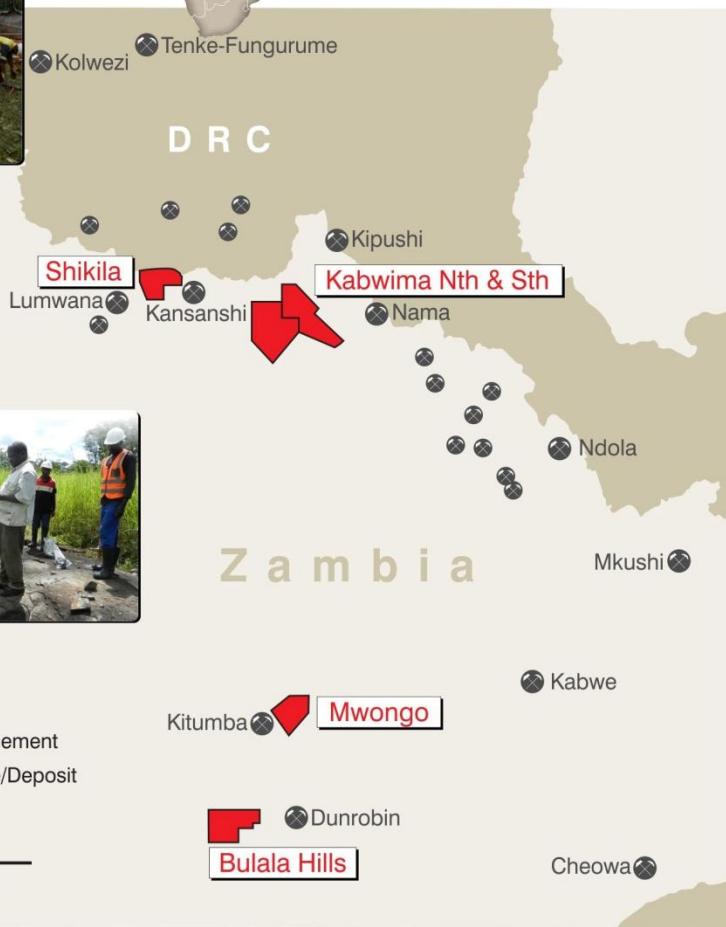 Tenke-Fungurume
Kolwezi
D R C
Kipushi
Shikila
Kabwima Nth & Sth
Lumwana
Kansanshi
Nama
Ndola
Zambia
Mkushi
Kabwe
Kitumba
Mwongo
ement
/Deposit
Dunrobin
Bulala Hills
Cheowa